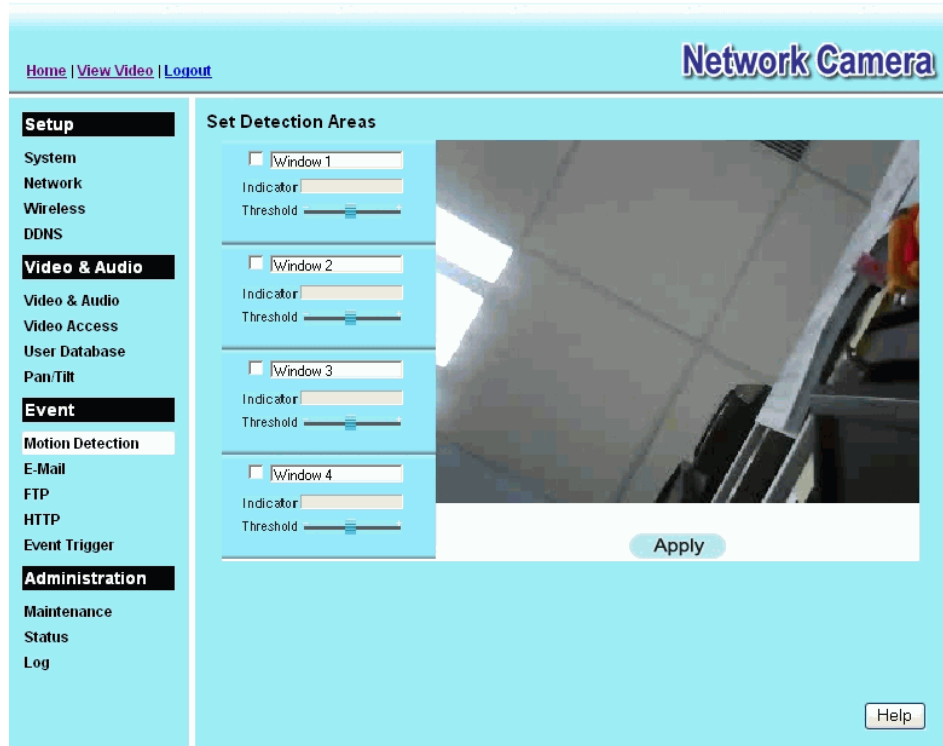 Home | View Video | Logout
Network Camera
Setup
System
Network
Wireless
DDNS
Video & Audio
Video & Audio
Video Access
User Database
Pan/Tilt
Event
Motion Detection
E-Mail
FTP
HTTP
Event Trigger
Administration
Maintenance
Status
Log
Set Detection Areas
Window 1
Indicator
Threshold - +
Window 2
Indicator
Threshold - +
Window 3
Indicator
Threshold - +
Window 4
Indicator
Threshold - +
Apply
Help